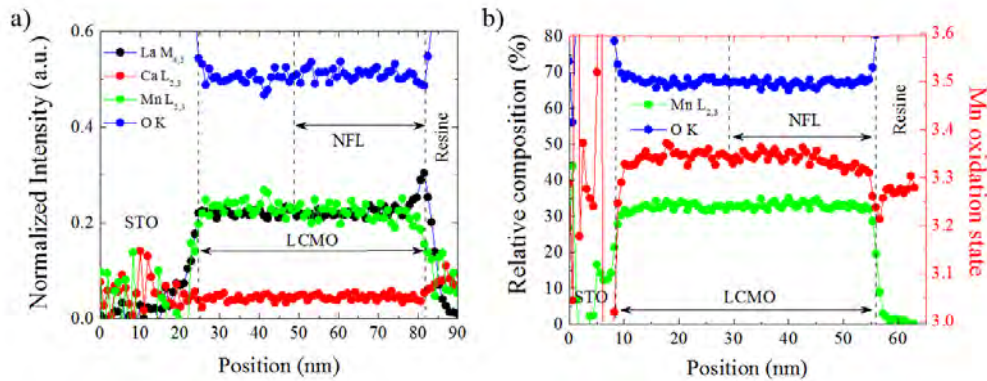 a)
Normalized Intensity (a.u.)
0.6
0.4
0.2
0.0
La M4,5
Ca L2,3
Mn L2,3
O K
NFL
Resine
STO
LCMO
0 10 20 30 40 50 60 70 80 90
Position (nm)
b)
Relative composition (%)
80
70
60
50
40
30
20
10
0
Mn L2,3
O K
NFL
Resine
STO
LCMO
0 10 20 30 40 50 60
Position (nm)
3.6
3.5
3.4
3.3
3.2
3.1
3.0
Mn oxidation state